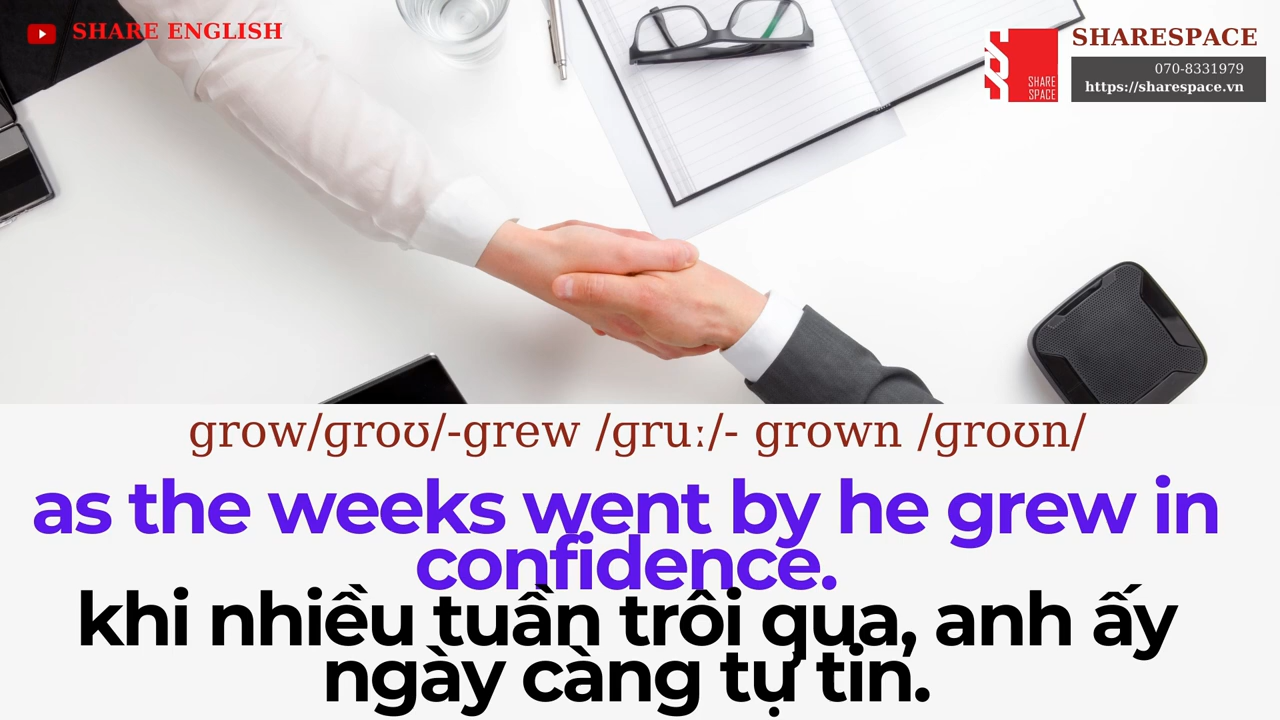 SHARE ENGLISH
SHARESPACE
070-8331979
https://sharespace.vn
SHARE
SPACE
grow/ɡroʊ/-grew /ɡruː/- grown /ɡroʊn/
as the weeks went by he grew in
confidence.
khi nhiều tuần trôi qua, anh ấy
ngày càng tự tin.